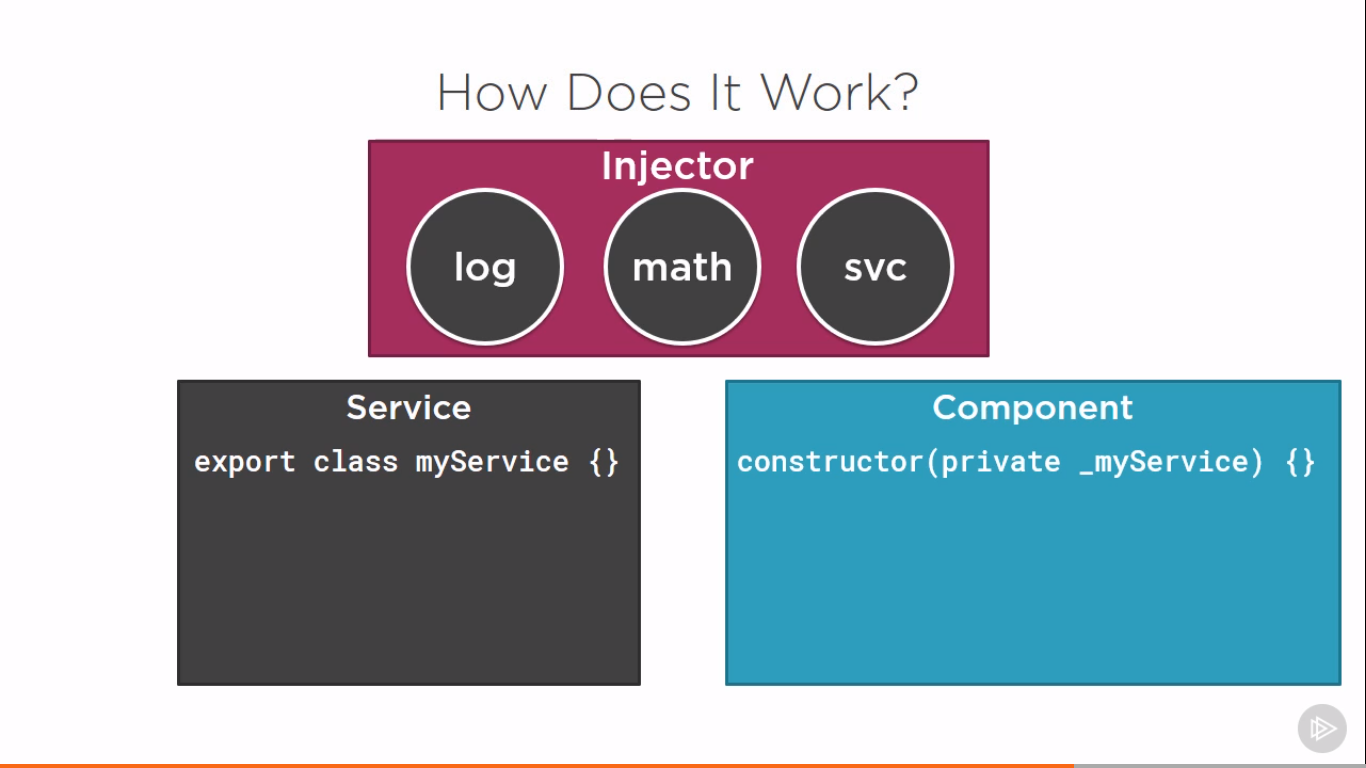 How Does It Work?
Injector
log math svc
Service
export class myService {}
Component
constructor(private _myService) {}